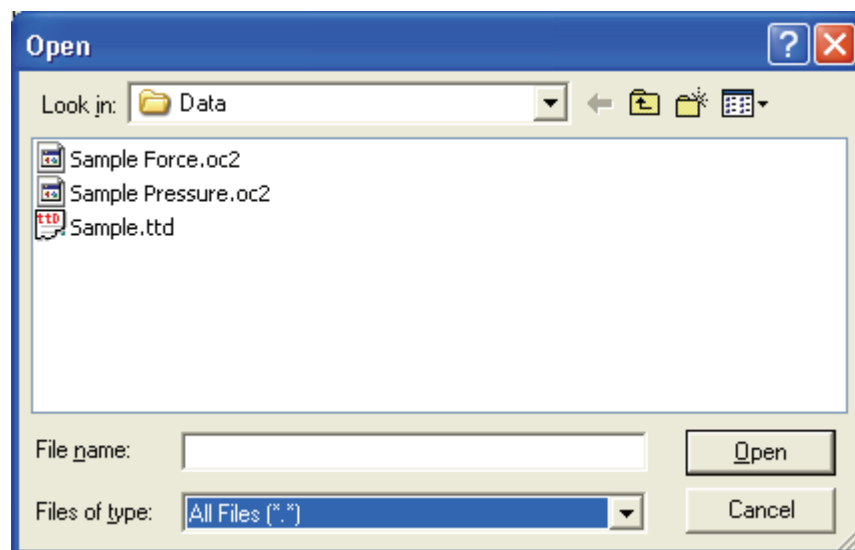 Open
Look in: Data
Sample Force.oc2
Sample Pressure.oc2
ttD Sample.ttd
File name: Open
Files of type: All Files (*.*) Cancel